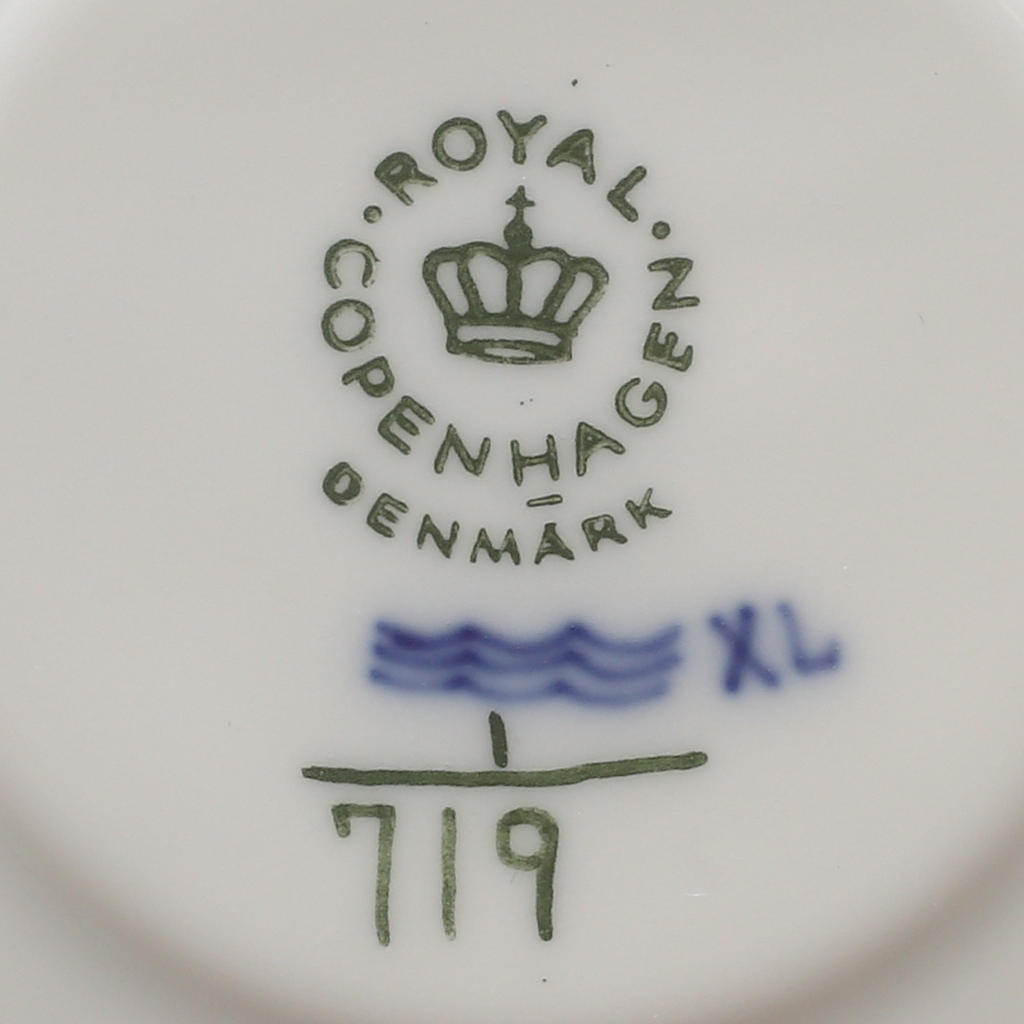 ROYAL
COPENHAGEN
DENMARK
XL
1
719